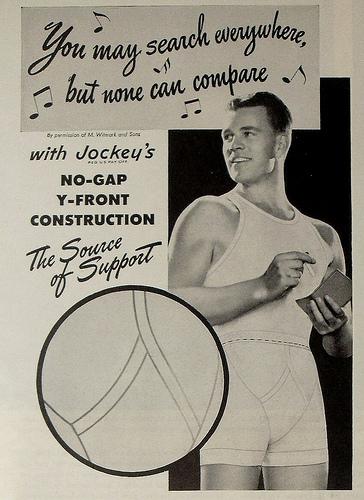 You may search everywhere,
but none can compare
By permission of M. Witmark and Sons
with Jockey's
REG. U.S. PAT. OFF.
NO-GAP
Y-FRONT
CONSTRUCTION
The Source
of Support